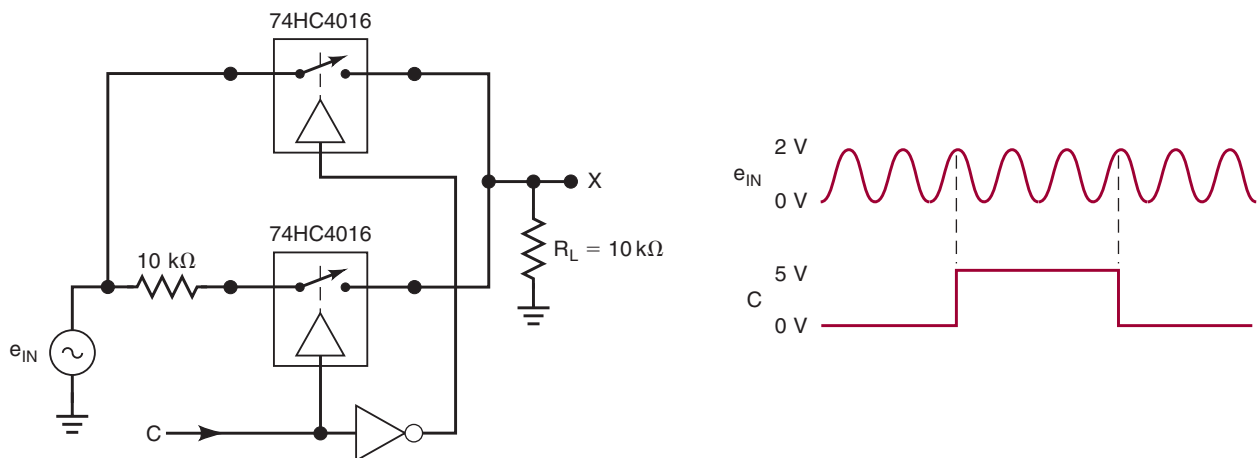 74HC4016
X
74HC4016
R_L = 10 kΩ
10 kΩ
e_IN
C
2 V
e_IN
0 V
5 V
C
0 V